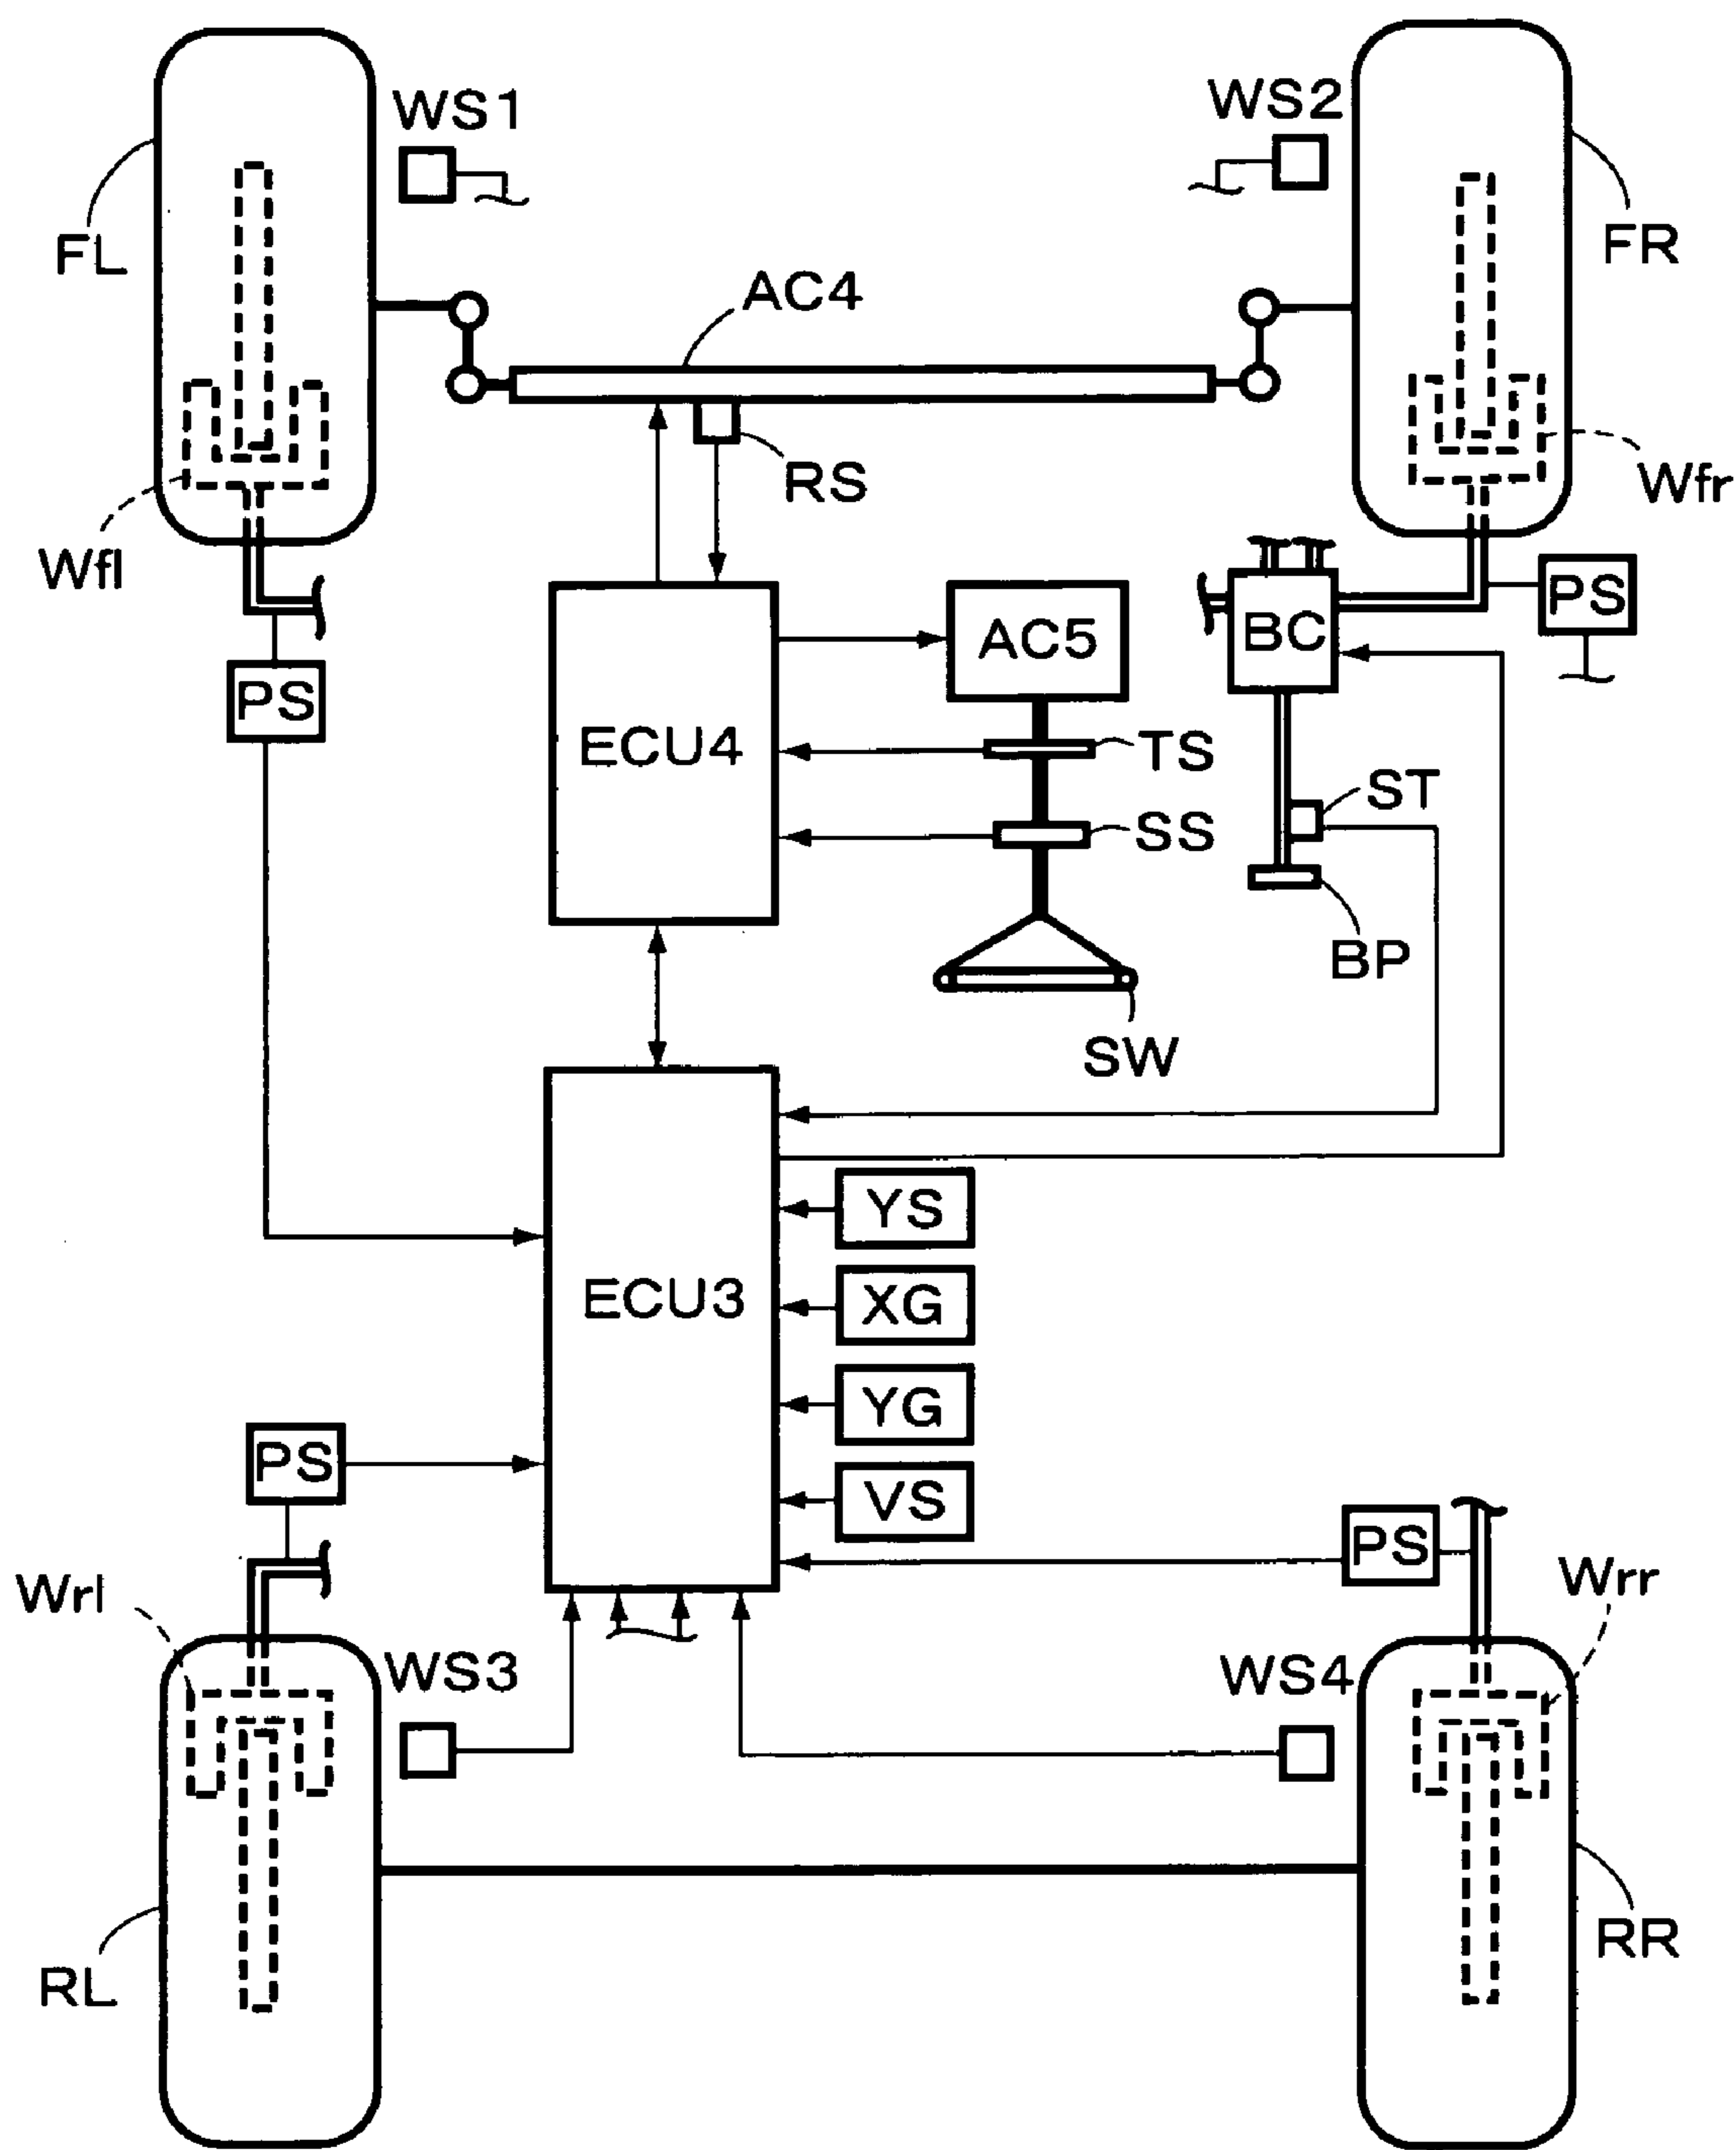 WS1
WS2
FL
FR
AC4
RS
Wfl
Wfr
PS
BC
AC5
PS
ECU4
TS
ST
SS
BP
SW
YS
ECU3
XG
YG
PS
VS
PS
Wrl
Wrr
WS3
WS4
RL
RR